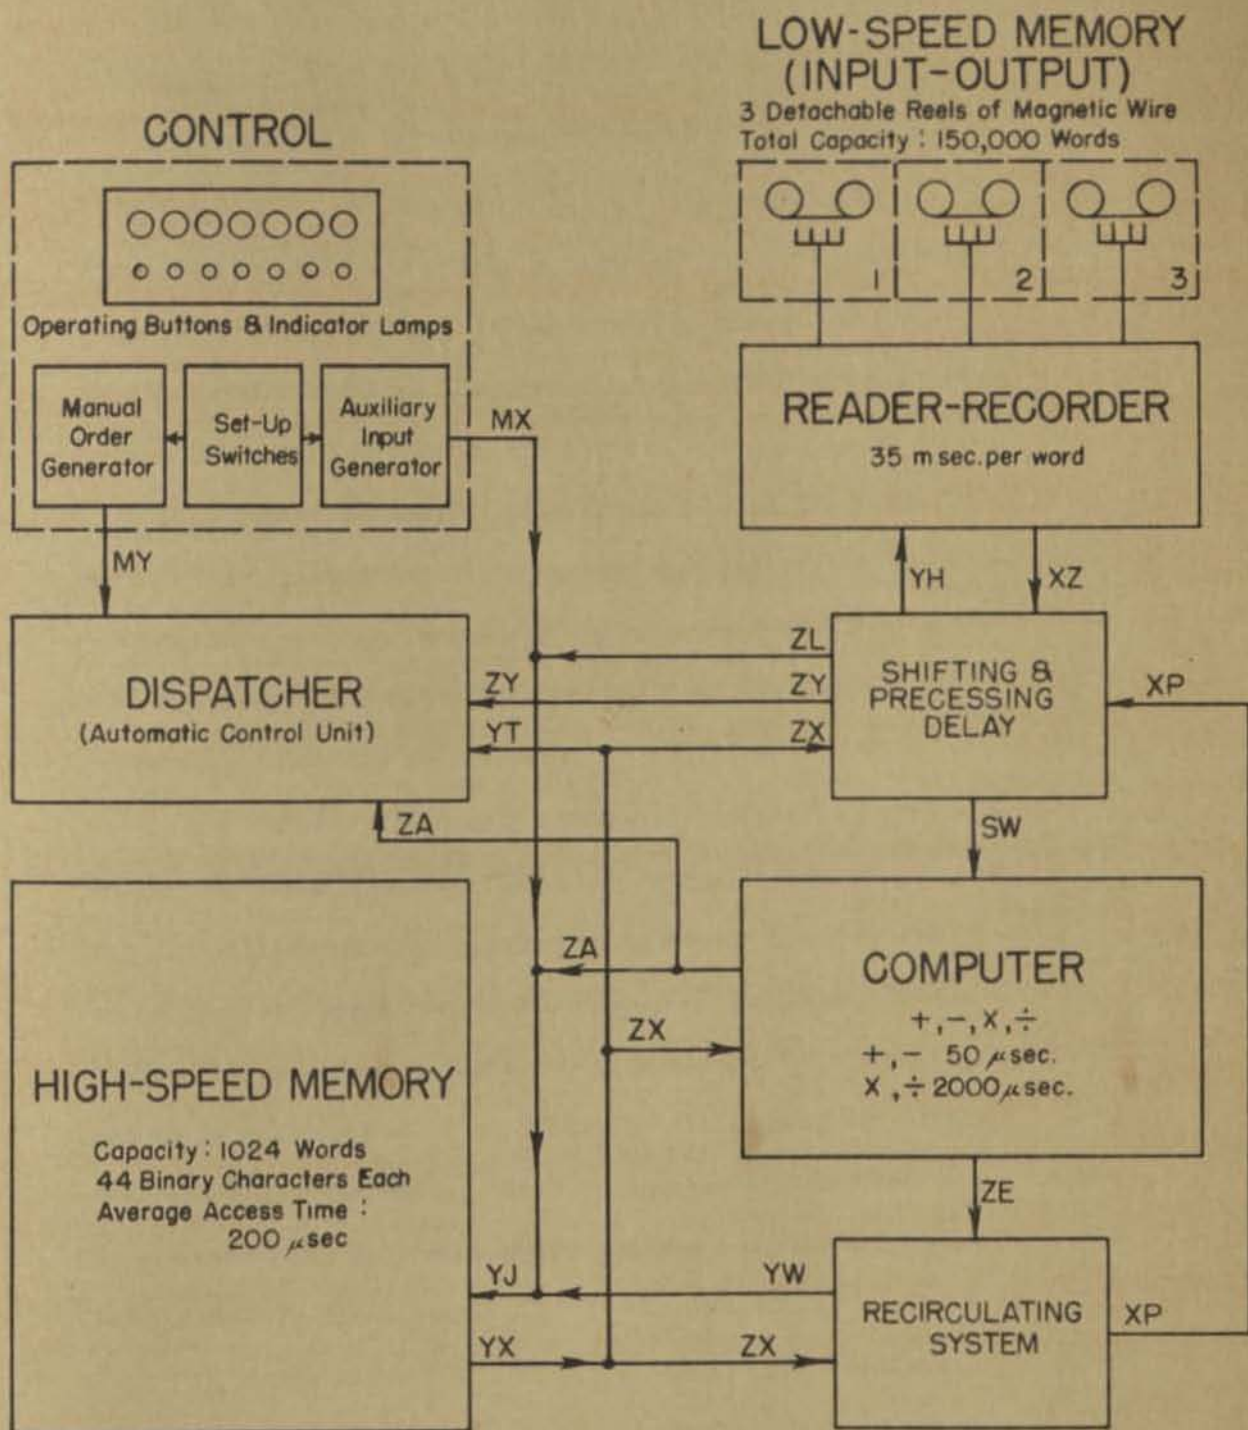 LOW-SPEED MEMORY
(INPUT-OUTPUT)
3 Detachable Reels of Magnetic Wire
Total Capacity : 150,000 Words
1
2
3
CONTROL
Operating Buttons & Indicator Lamps
Manual
Order
Generator
Set-Up
Switches
Auxiliary
Input
Generator
MX
READER-RECORDER
35 m sec. per word
MY
YH
XZ
DISPATCHER
(Automatic Control Unit)
ZL
ZY
ZY
YT
ZX
SHIFTING &
PRECESSING
DELAY
XP
ZA
SW
HIGH-SPEED MEMORY
Capacity : 1024 Words
44 Binary Characters Each
Average Access Time :
200 μsec
ZA
ZX
COMPUTER
+,-,×,÷
+,- 50 μsec.
×,÷ 2000 μsec.
ZE
YJ
YW
YX
ZX
RECIRCULATING
SYSTEM
XP